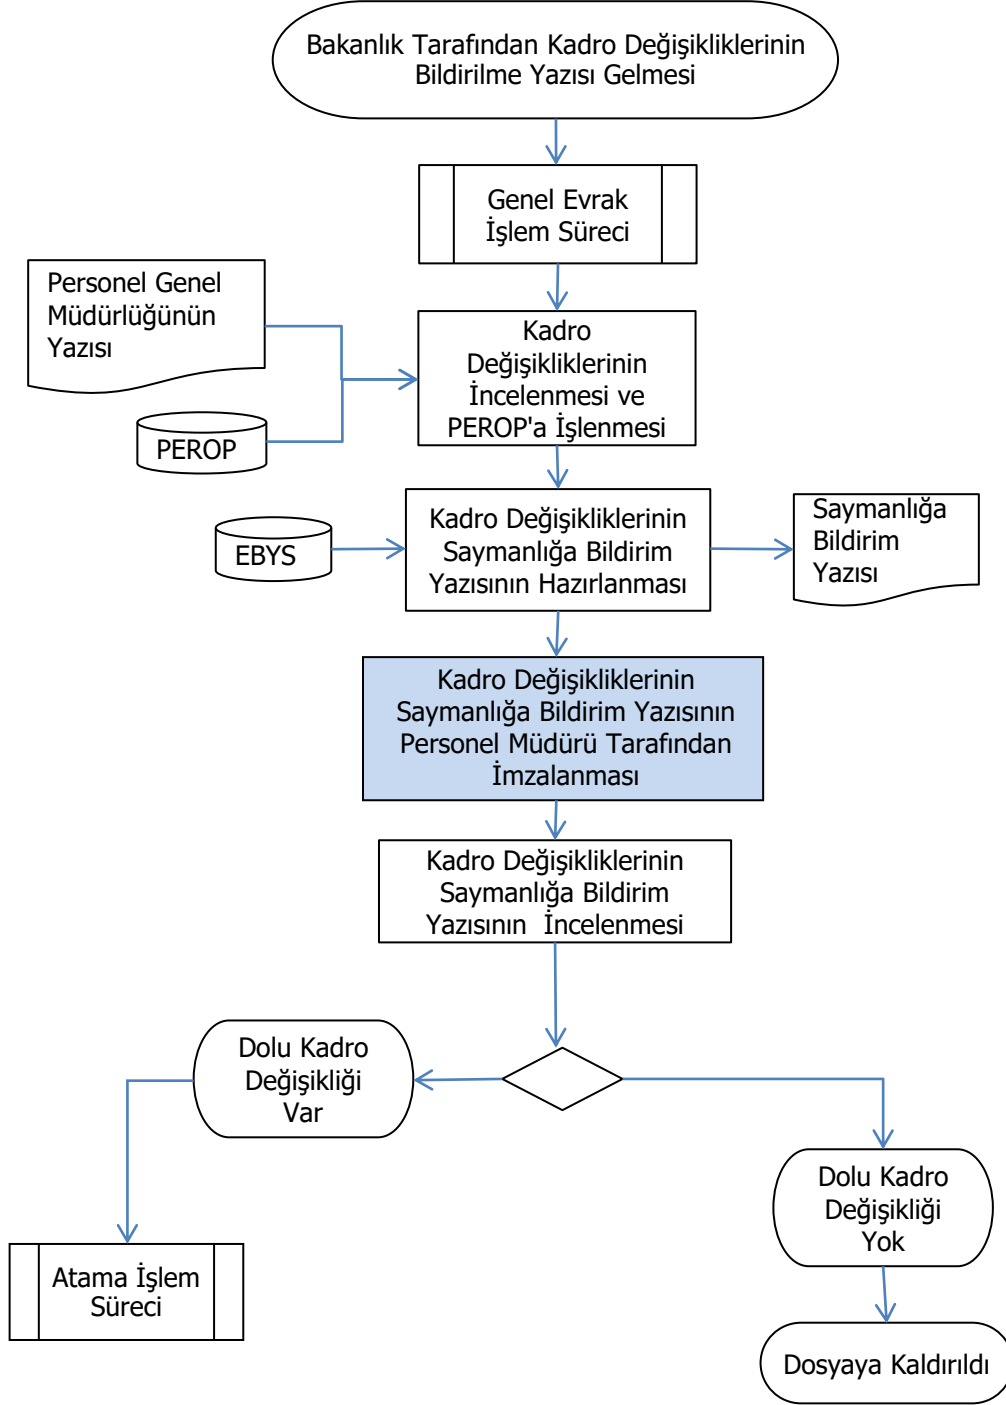 Bakanlık Tarafından Kadro Değişikliklerinin
Bildirilme Yazısı Gelmesi
Genel Evrak
İşlem Süreci
Personel Genel
Müdürlüğünün
Yazısı
Kadro
Değişikliklerinin
İncelenmesi ve
PEROP'a İşlenmesi
PEROP
Kadro Değişikliklerinin
Saymanlığa Bildirim
Yazısının Hazırlanması
EBYS
Saymanlığa
Bildirim
Yazısı
Kadro Değişikliklerinin
Saymanlığa Bildirim Yazısının
Personel Müdürü Tarafından
İmzalanması
Kadro Değişikliklerinin
Saymanlığa Bildirim
Yazısının  İncelenmesi
Dolu Kadro
Değişikliği
Var
Dolu Kadro
Değişikliği
Yok
Atama İşlem
Süreci
Dosyaya Kaldırıldı